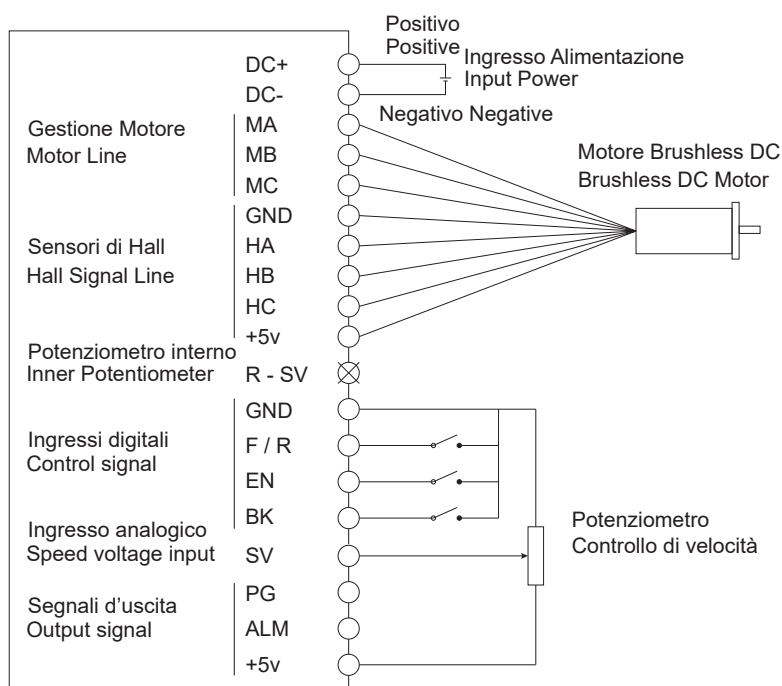 Positivo
Positive
DC+
Ingresso Alimentazione
Input Power
DC-
Negativo Negative
Gestione Motore
Motor Line
MA
MB
MC
Motore Brushless DC
Brushless DC Motor
Sensori di Hall
Hall Signal Line
GND
HA
HB
HC
+5v
Potenziometro interno
Inner Potentiometer
R - SV
Ingressi digitali
Control signal
GND
F / R
EN
BK
Ingresso analogico
Speed voltage input
SV
Potenziometro
Controllo di velocità
Segnali d'uscita
Output signal
PG
ALM
+5v